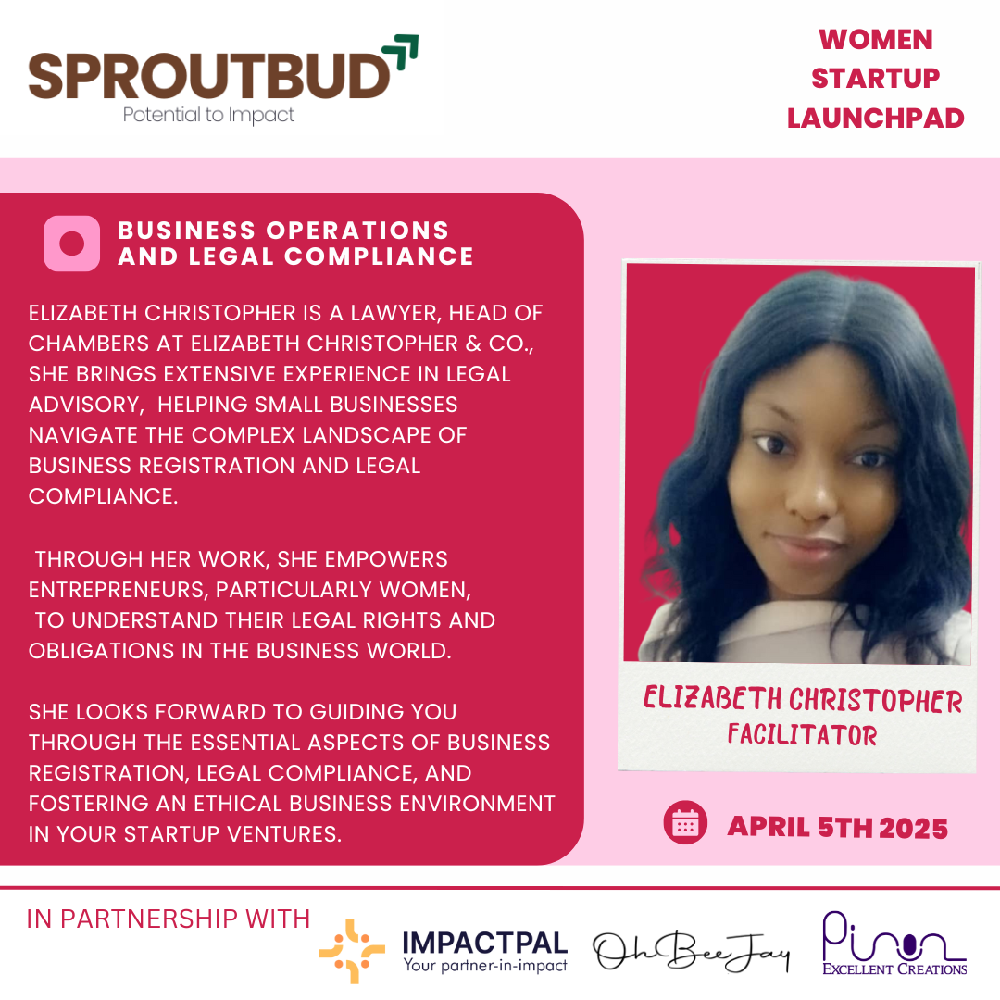 SPROUTBUD
Potential to Impact
WOMEN
STARTUP
LAUNCHPAD
BUSINESS OPERATIONS
AND LEGAL COMPLIANCE
ELIZABETH CHRISTOPHER IS A LAWYER, HEAD OF
CHAMBERS AT ELIZABETH CHRISTOPHER & CO.,
SHE BRINGS EXTENSIVE EXPERIENCE IN LEGAL
ADVISORY,  HELPING SMALL BUSINESSES
NAVIGATE THE COMPLEX LANDSCAPE OF
BUSINESS REGISTRATION AND LEGAL
COMPLIANCE.
THROUGH HER WORK, SHE EMPOWERS
ENTREPRENEURS, PARTICULARLY WOMEN,
TO UNDERSTAND THEIR LEGAL RIGHTS AND
OBLIGATIONS IN THE BUSINESS WORLD.
SHE LOOKS FORWARD TO GUIDING YOU
THROUGH THE ESSENTIAL ASPECTS OF BUSINESS
REGISTRATION, LEGAL COMPLIANCE, AND
FOSTERING AN ETHICAL BUSINESS ENVIRONMENT
IN YOUR STARTUP VENTURES.
ELIZABETH CHRISTOPHER
FACILITATOR
APRIL 5TH 2025
IN PARTNERSHIP WITH
IMPACTPAL
Your partner-in-impact
OhBeeJay
Pinon
EXCELLENT CREATIONS